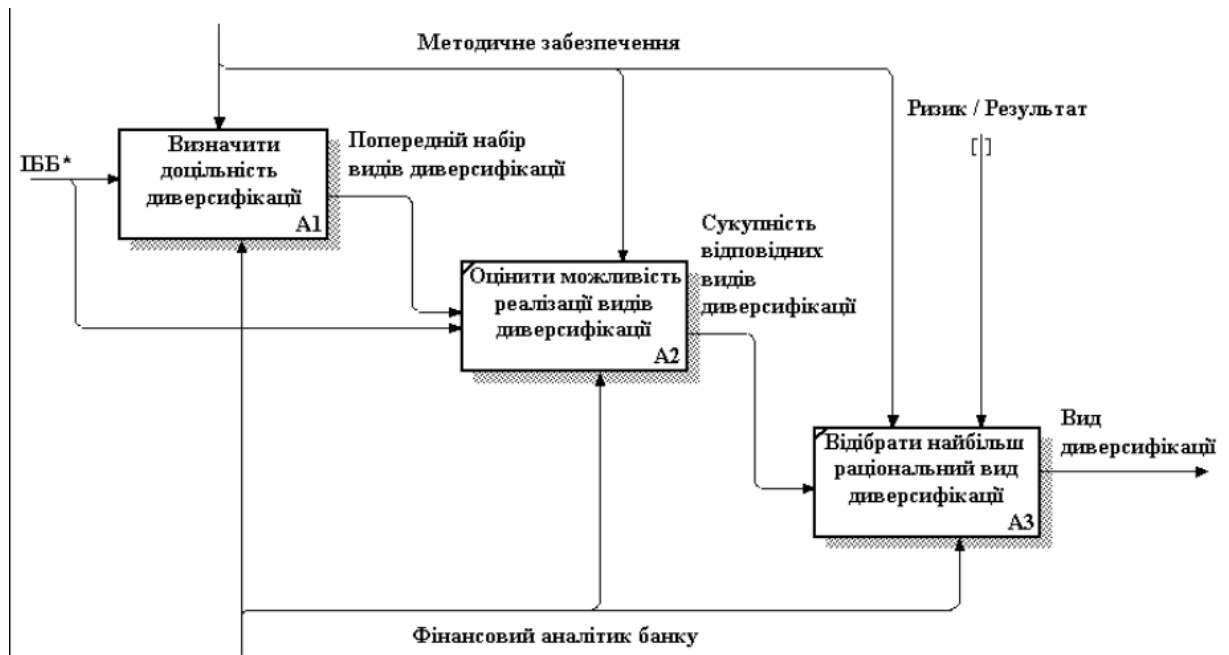 Методичне забезпечення
Ризик / Результат
[ ]
ІББ*
Визначити
доцільність
диверсифікації
А1
Попередній набір
видів диверсифікації
Оцінити можливість
реалізації видів
диверсифікації
А2
Сукупність
відповідних
видів
диверсифікації
Відібрати найбільш
раціональний вид
диверсифікації
А3
Вид
диверсифікації
Фінансовий аналітик банку